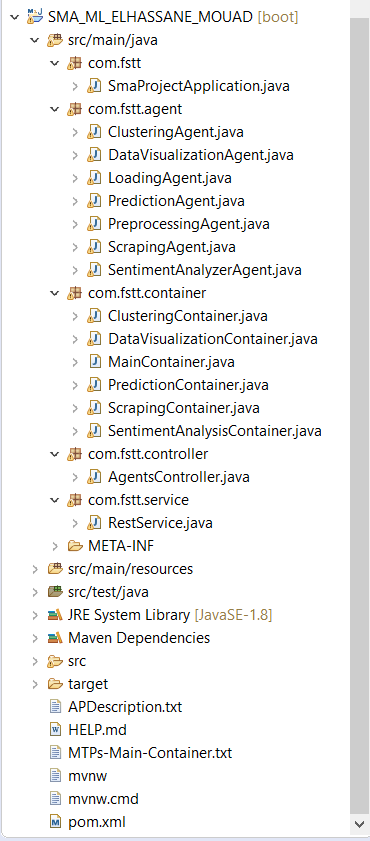 SMA_ML_ELHASSANE_MOUAD [boot]
src/main/java
com.fstt
SmaProjectApplication.java
com.fstt.agent
ClusteringAgent.java
DataVisualizationAgent.java
LoadingAgent.java
PredictionAgent.java
PreprocessingAgent.java
ScrapingAgent.java
SentimentAnalyzerAgent.java
com.fstt.container
ClusteringContainer.java
DataVisualizationContainer.java
MainContainer.java
PredictionContainer.java
ScrapingContainer.java
SentimentAnalysisContainer.java
com.fstt.controller
AgentsController.java
com.fstt.service
RestService.java
META-INF
src/main/resources
src/test/java
JRE System Library [JavaSE-1.8]
Maven Dependencies
src
target
APDescription.txt
HELP.md
MTPs-Main-Container.txt
mvnw
mvnw.cmd
pom.xml